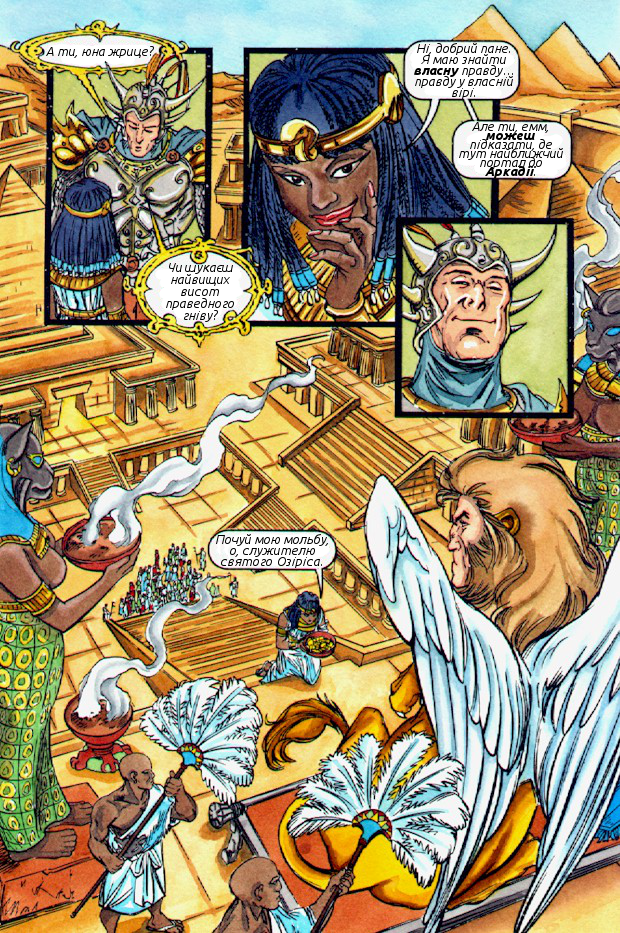 А ти, юна жрице?
Чи шукаєш
найвищих
висот
праведного
гніву?
Ні, добрий пане.
Я маю знайти
власну правду...
правду у власній
вірі.
Але ти, емм,
можеш
підказати, де
тут найближчий
портал до
Аркадії.
Почуй мою мольбу,
о, служителю
святого Озіріса.